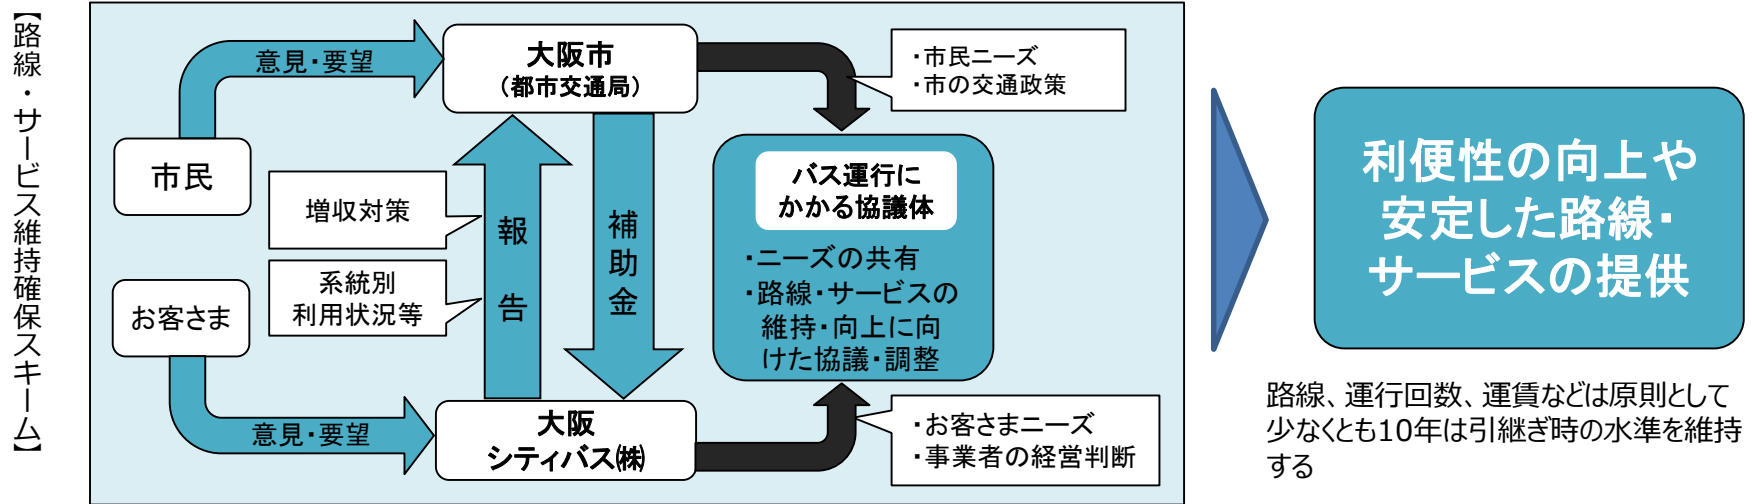 【路線・サービス維持確保スキーム】
意見・要望
大阪市
（都市交通局）
・市民ニーズ
・市の交通政策
市民
増収対策
報告
補助金
バス運行に
かかる協議体
・ニーズの共有
・路線・サービスの
維持・向上に向
けた協議・調整
系統別
利用状況等
お客さま
意見・要望
大阪
シティバス㈱
・お客さまニーズ
・事業者の経営判断
利便性の向上や
安定した路線・
サービスの提供
路線、運行回数、運賃などは原則として
少なくとも10年は引継ぎ時の水準を維持
する